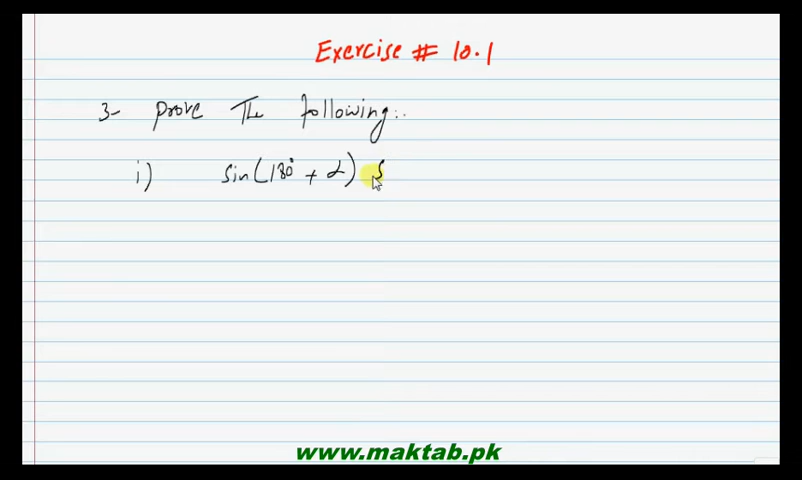 Exercise # 10.1
3- Prove The following:.
i) sin(180° + α) s
www.maktab.pk